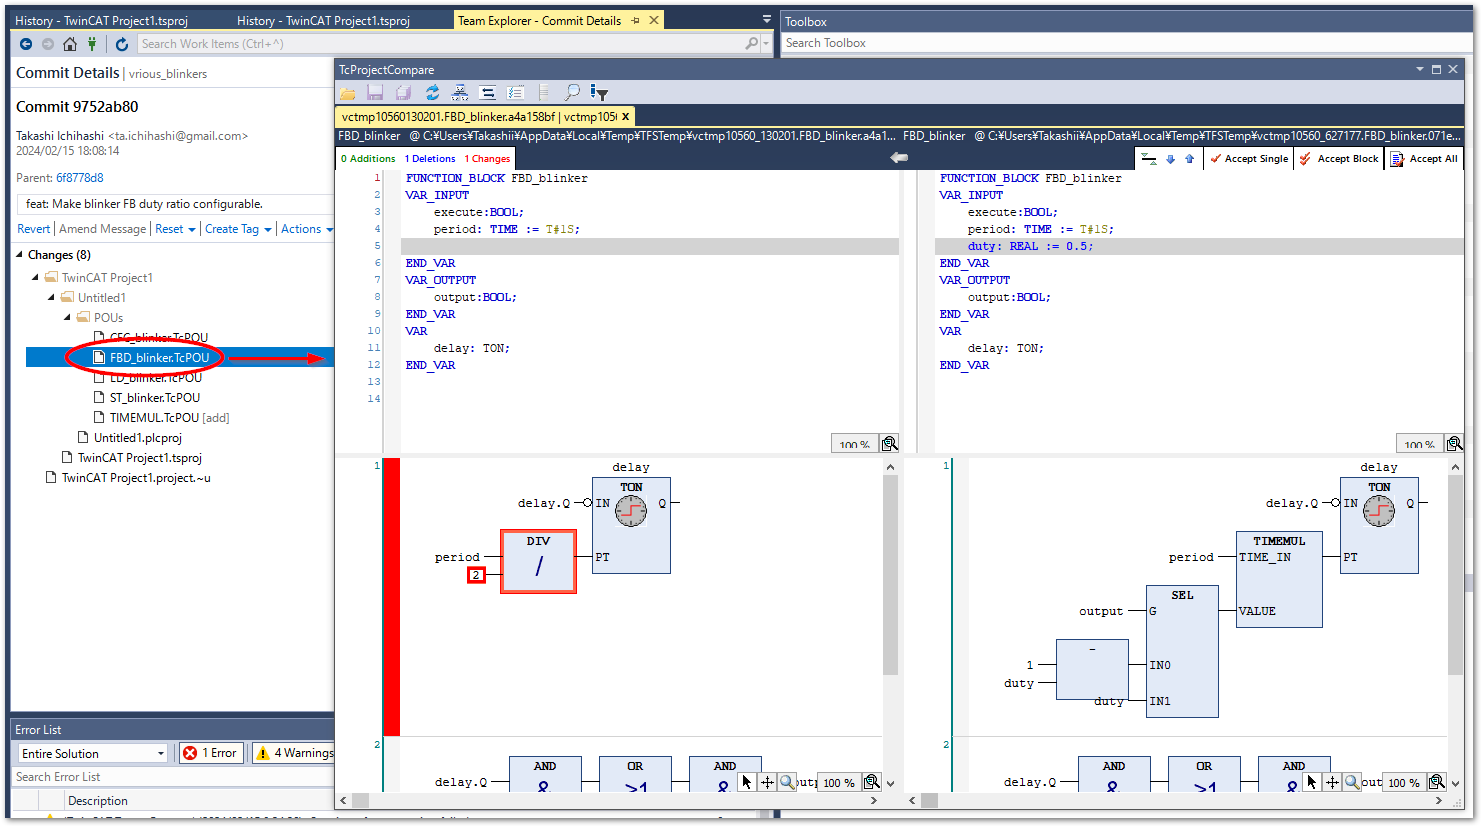 History - TwinCAT Project1.tsproj
History - TwinCAT Project1.tsproj
Team Explorer - Commit Details
Toolbox
Search Work Items (Ctrl+^)
Search Toolbox
Commit Details | vrious_blinkers
Commit 9752ab80
Takashi Ichihashi <ta.ichihashi@gmail.com>
2024/02/15 18:08:14
Parent: 6f8778d8
feat: Make blinker FB duty ratio configurable.
Revert | Amend Message | Reset | Create Tag | Actions
Changes (8)
TwinCAT Project1
Untitled1
POUs
CFC_blinker.TcPOU
FBD_blinker.TcPOU
LD_blinker.TcPOU
ST_blinker.TcPOU
TIMEMUL.TcPOU [add]
Untitled1.plcproj
TwinCAT Project1.tsproj
TwinCAT Project1.project.~u
Error List
Entire Solution
1 Error
4 Warnings
Search Error List
Description
TcProjectCompare
vctmp10560130201.FBD_blinker.a4a158bf | vctmp1056 x
FBD_blinker @ C:¥Users¥Takashii¥AppData¥Local¥Temp¥TFSTemp¥vctmp10560_130201.FBD_blinker.a4a1...
FBD_blinker @ C:¥Users¥Takashii¥AppData¥Local¥Temp¥TFSTemp¥vctmp10560_627177.FBD_blinker.071e...
0 Additions 1 Deletions 1 Changes
Accept Single
Accept Block
Accept All
1 FUNCTION_BLOCK FBD_blinker
2 VAR_INPUT
3 execute:BOOL;
4 period: TIME := T#1S;
5
6 END_VAR
7 VAR_OUTPUT
8 output:BOOL;
9 END_VAR
10 VAR
11 delay: TON;
12 END_VAR
13
14
100 %
FUNCTION_BLOCK FBD_blinker
VAR_INPUT
execute:BOOL;
period: TIME := T#1S;
duty: REAL := 0.5;
END_VAR
VAR_OUTPUT
output:BOOL;
END_VAR
VAR
delay: TON;
END_VAR
100 %
1
delay
TON
delay.Q IN Q
DIV
/
period
2
PT
2
AND OR AND
delay.Q & >1
100 %
1
delay
TON
delay.Q IN Q
TIMEMUL
period TIME_IN PT
SEL
output G VALUE
-
1 IN0
duty
duty IN1
2
AND OR AND
delay.Q & >1
100 %